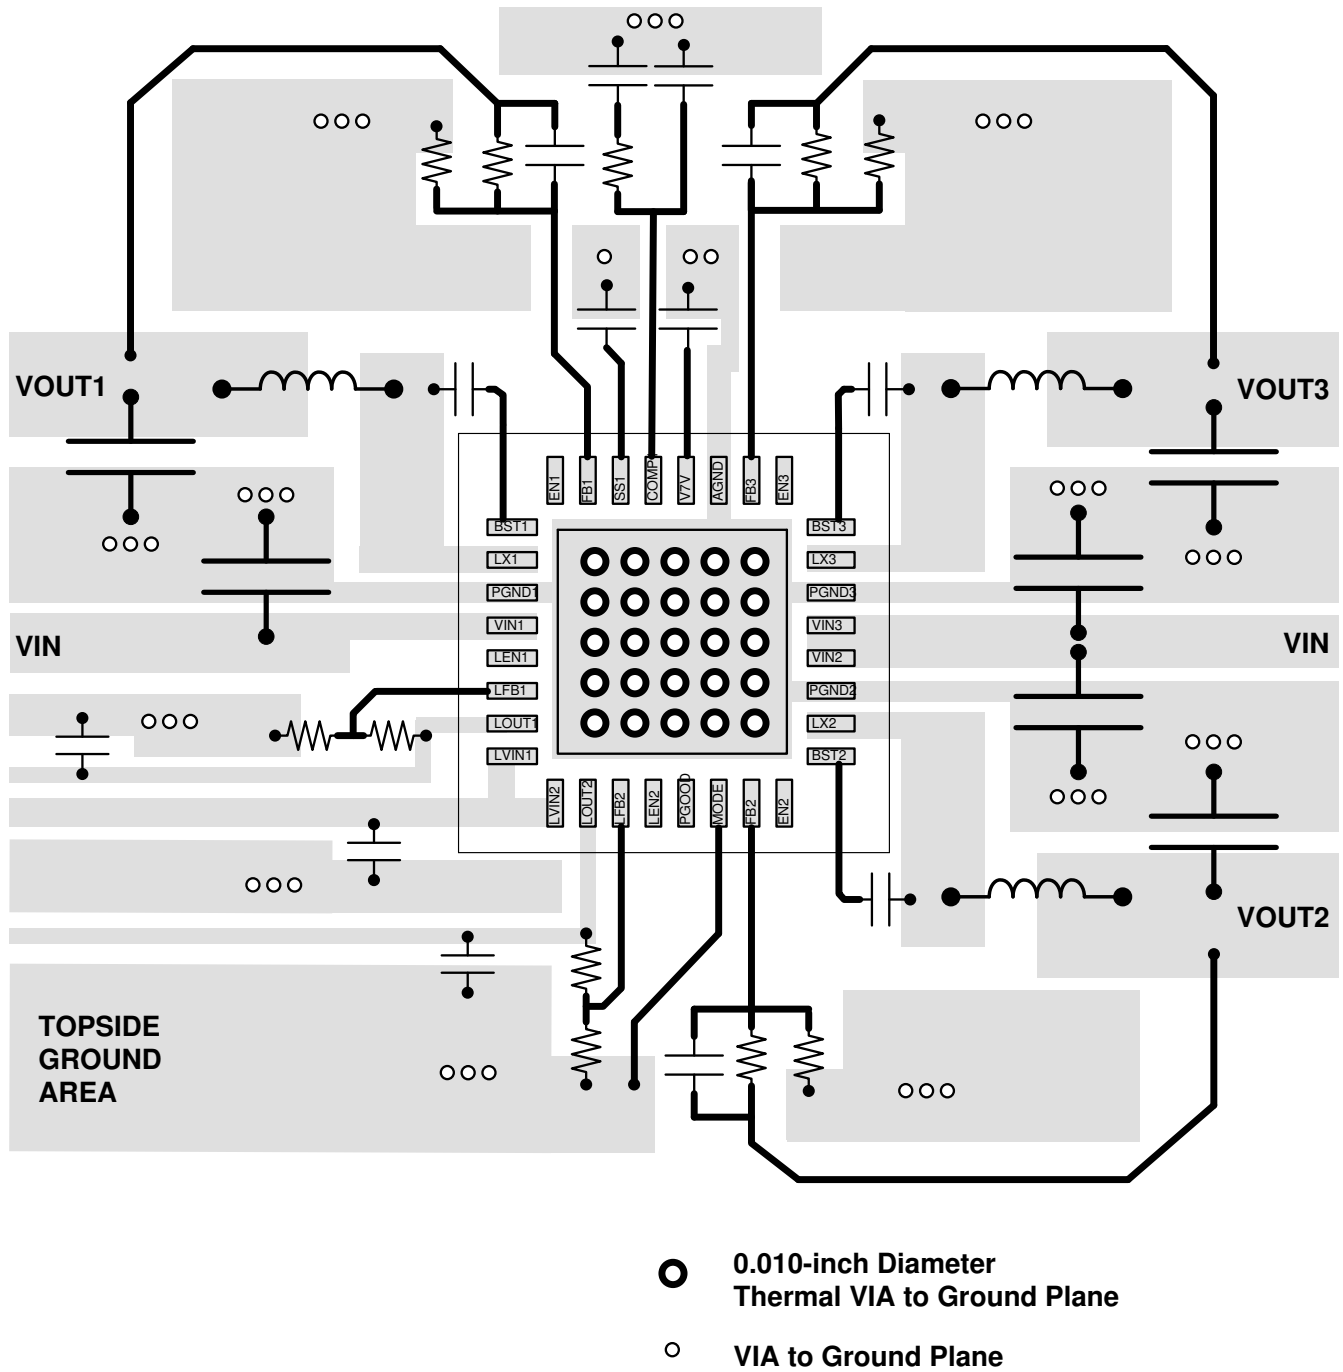 VOUT1
VOUT3
EN1
FB1
SS1
COMP
V7V
AGND
FB3
EN3
BST1
BST3
LX1
LX3
PGND1
PGND3
VIN1
VIN3
VIN
VIN
LEN1
VIN2
LFB1
PGND2
LOUT1
LX2
LVIN1
BST2
LVIN2
LOUT2
LFB2
LEN2
PGOOD
MODE
FB2
EN2
VOUT2
TOPSIDE
GROUND
AREA
0.010-inch Diameter
Thermal VIA to Ground Plane
VIA to Ground Plane